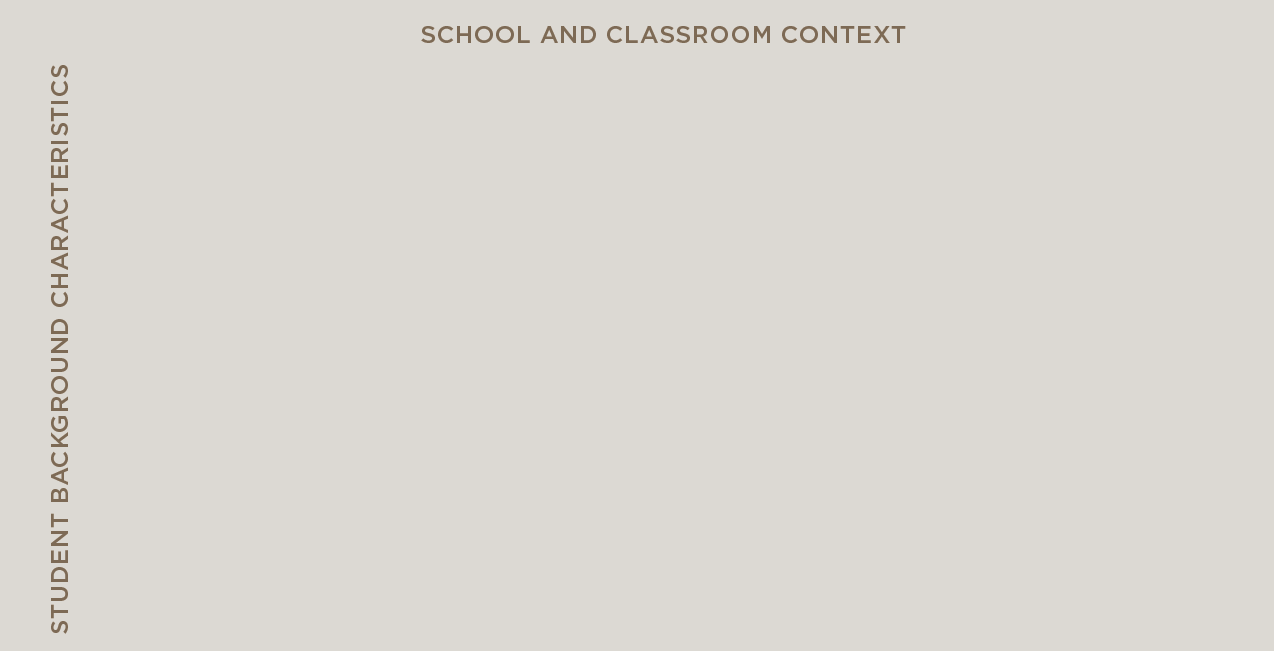 SCHOOL AND CLASSROOM CONTEXT
STUDENT BACKGROUND CHARACTERISTICS